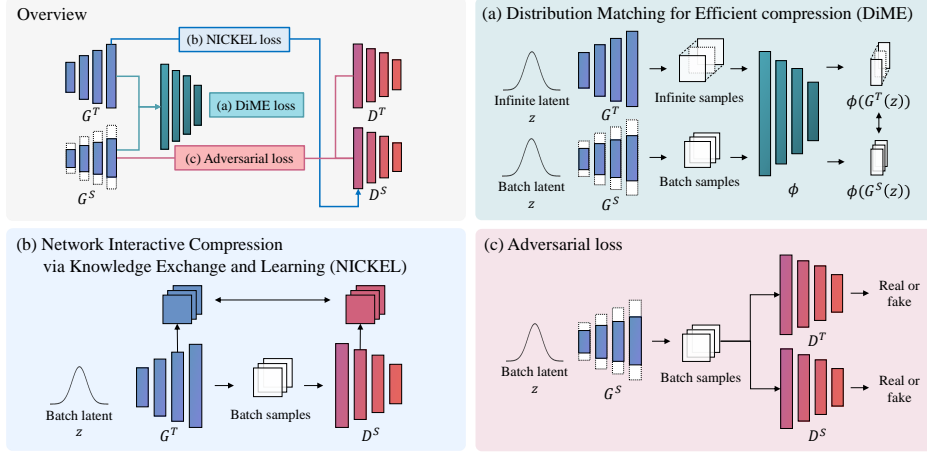 Overview
(b) NICKEL loss
G^T
(a) DiME loss
D^T
(c) Adversarial loss
G^S
D^S
(a) Distribution Matching for Efficient compression (DiME)
Infinite latent
z
G^T
Infinite samples
ϕ(G^T(z))
Batch latent
z
G^S
Batch samples
ϕ
ϕ(G^S(z))
(b) Network Interactive Compression
via Knowledge Exchange and Learning (NICKEL)
Batch latent
z
G^T
Batch samples
D^S
(c) Adversarial loss
Batch latent
z
G^S
Batch samples
D^T
Real or
fake
D^S
Real or
fake